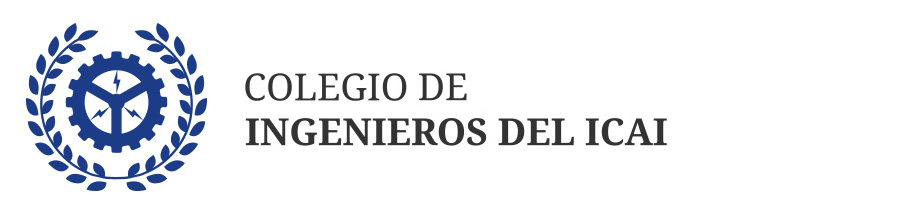 COLEGIO DE
INGENIEROS DEL ICAI